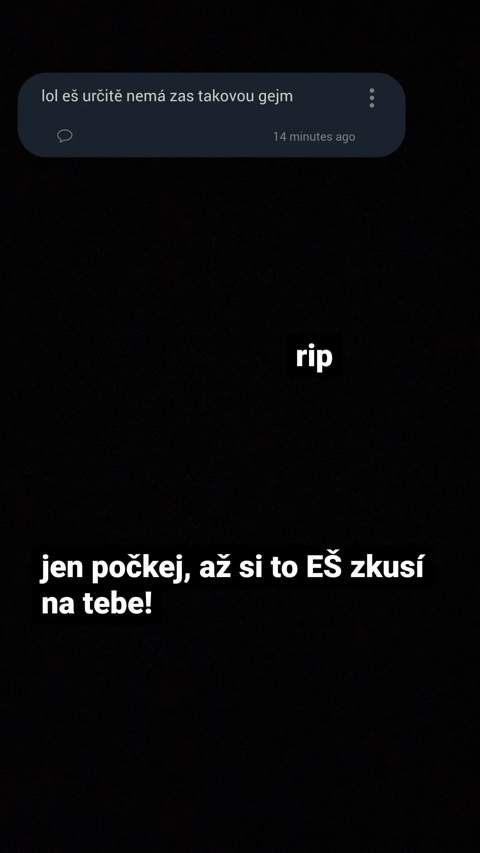 lol eš určitě nemá zas takovou gejm
14 minutes ago
rip
jen počkej, až si to EŠ zkusí
na tebe!